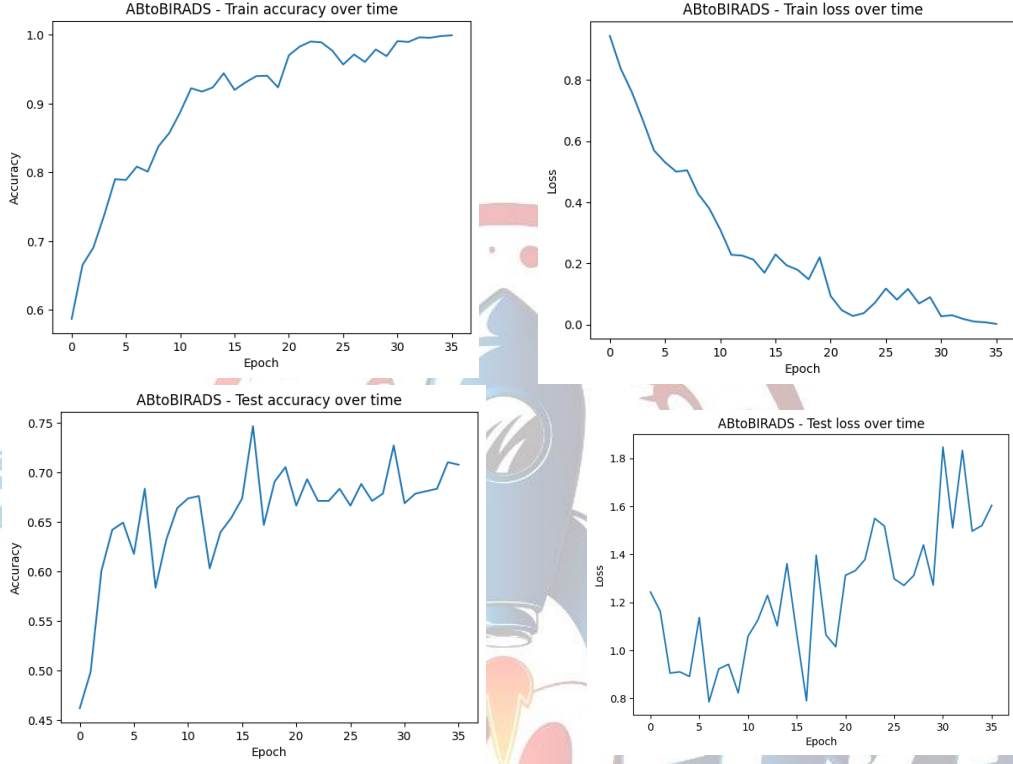 ABtoBIRADS - Train accuracy over time
1.0
0.9
0.8
0.7
0.6
Accuracy
0 5 10 15 20 25 30 35
Epoch
ABtoBIRADS - Train loss over time
0.8
0.6
0.4
0.2
0.0
Loss
0 5 10 15 20 25 30 35
Epoch
ABtoBIRADS - Test accuracy over time
0.75
0.70
0.65
0.60
0.55
0.50
0.45
Accuracy
0 5 10 15 20 25 30 35
Epoch
ABtoBIRADS - Test loss over time
1.8
1.6
1.4
1.2
1.0
0.8
Loss
0 5 10 15 20 25 30 35
Epoch